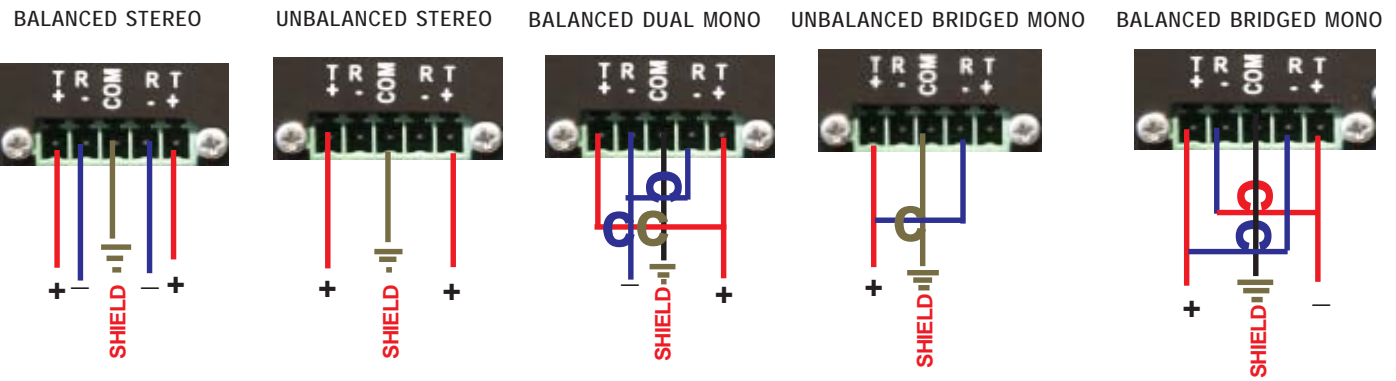 BALANCED STEREO
UNBALANCED STEREO
BALANCED DUAL MONO
UNBALANCED BRIDGED MONO
BALANCED BRIDGED MONO
T R COM R T
+ - - +
T R COM R T
+ - - +
T R COM R T
+ - - +
T R COM R T
+ - - +
T R COM R T
+ - - +
+ – – +
SHIELD
+ +
SHIELD
– +
SHIELD
+
SHIELD
+ –
SHIELD